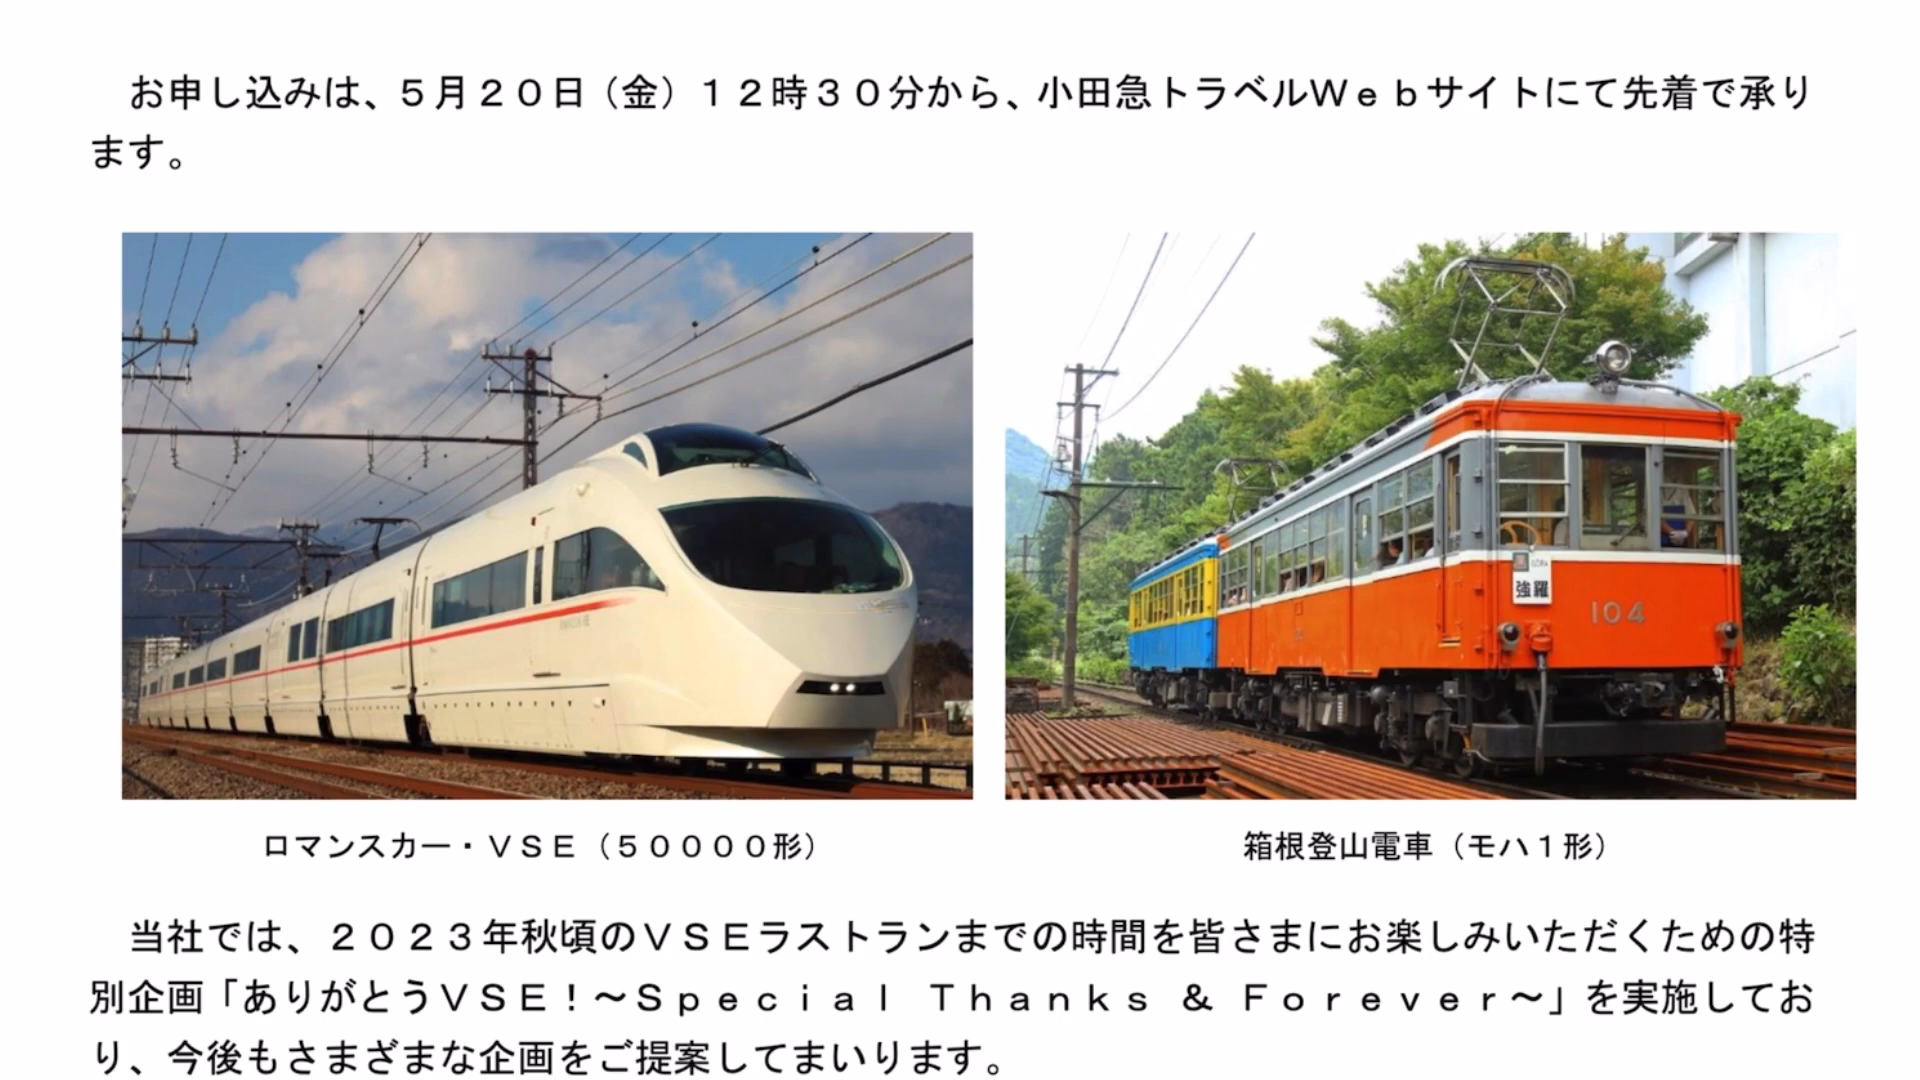 お申し込みは、５月２０日（金）１２時３０分から、小田急トラベルＷｅｂサイトにて先着で承り
ます。
強羅
104
ロマンスカー・ＶＳＥ（５００００形）
箱根登山電車（モハ１形）
当社では、２０２３年秋頃のＶＳＥラストランまでの時間を皆さまにお楽しみいただくための特
別企画「ありがとうＶＳＥ！～Ｓｐｅｃｉａｌ　Ｔｈａｎｋｓ　＆　Ｆｏｒｅｖｅｒ～」を実施してお
り、今後もさまざまな企画をご提案してまいります。